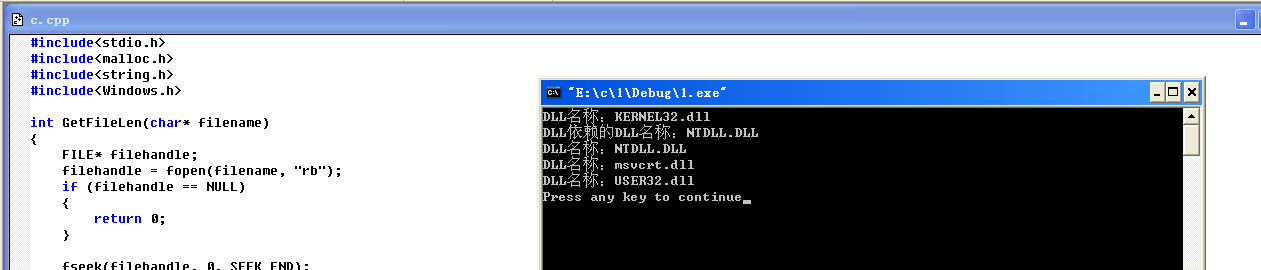 c.cpp
#include<stdio.h>
#include<malloc.h>
#include<string.h>
#include<Windows.h>
int GetFileLen(char* filename)
{
FILE* filehandle;
filehandle = fopen(filename, "rb");
if (filehandle == NULL)
{
return 0;
}
fseek(filehandle, 0, SEEK_END);
"E:\c\1\Debug\1.exe"
DLL名称：KERNEL32.dll
DLL依赖的DLL名称：NTDLL.DLL
DLL名称：NTDLL.DLL
DLL名称：msvcrt.dll
DLL名称：USER32.dll
Press any key to continue